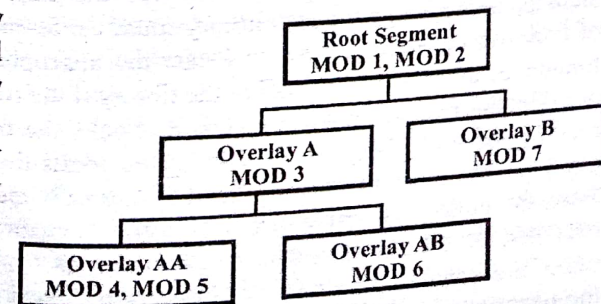 Root Segment
MOD 1, MOD 2
Overlay A
MOD 3
Overlay B
MOD 7
Overlay AA
MOD 4, MOD 5
Overlay AB
MOD 6